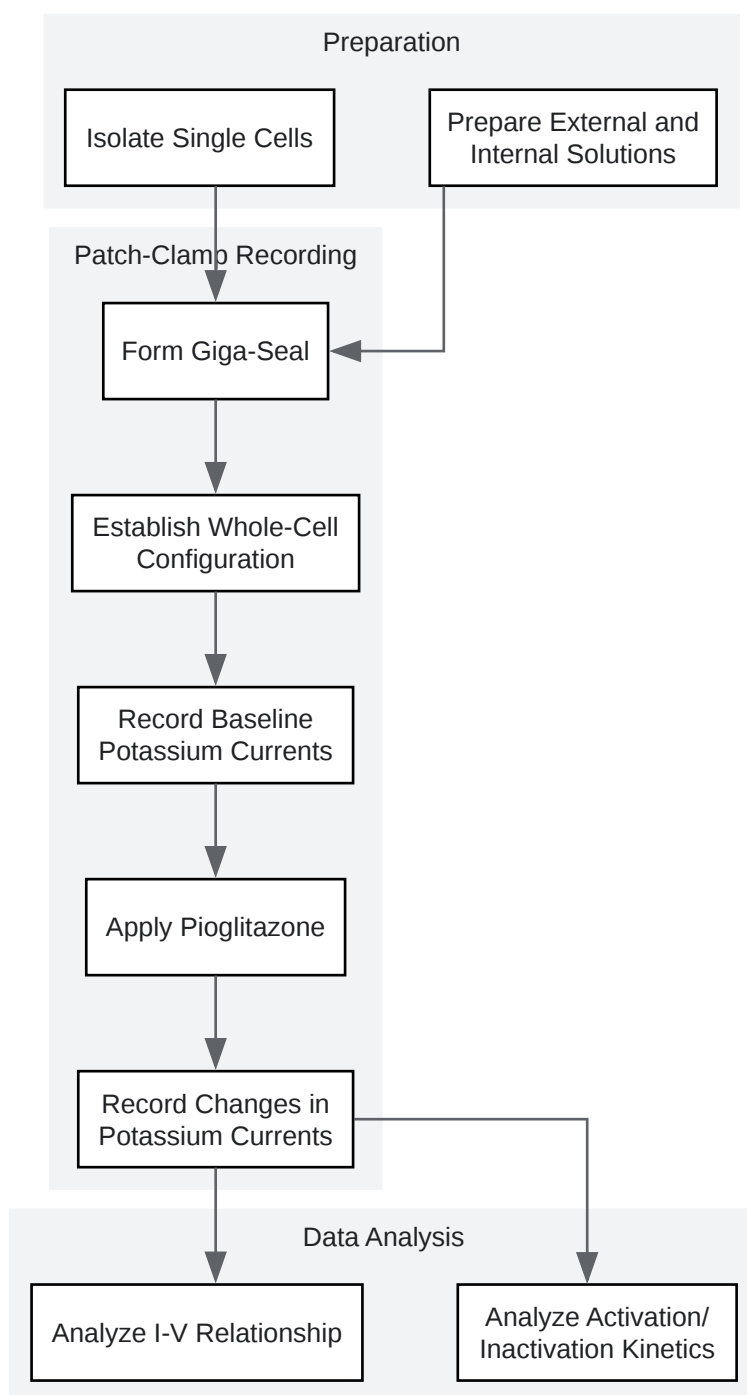 Preparation
Isolate Single Cells
Prepare External and
Internal Solutions
Patch-Clamp Recording
Form Giga-Seal
Establish Whole-Cell
Configuration
Record Baseline
Potassium Currents
Apply Pioglitazone
Record Changes in
Potassium Currents
Data Analysis
Analyze I-V Relationship
Analyze Activation/
Inactivation Kinetics